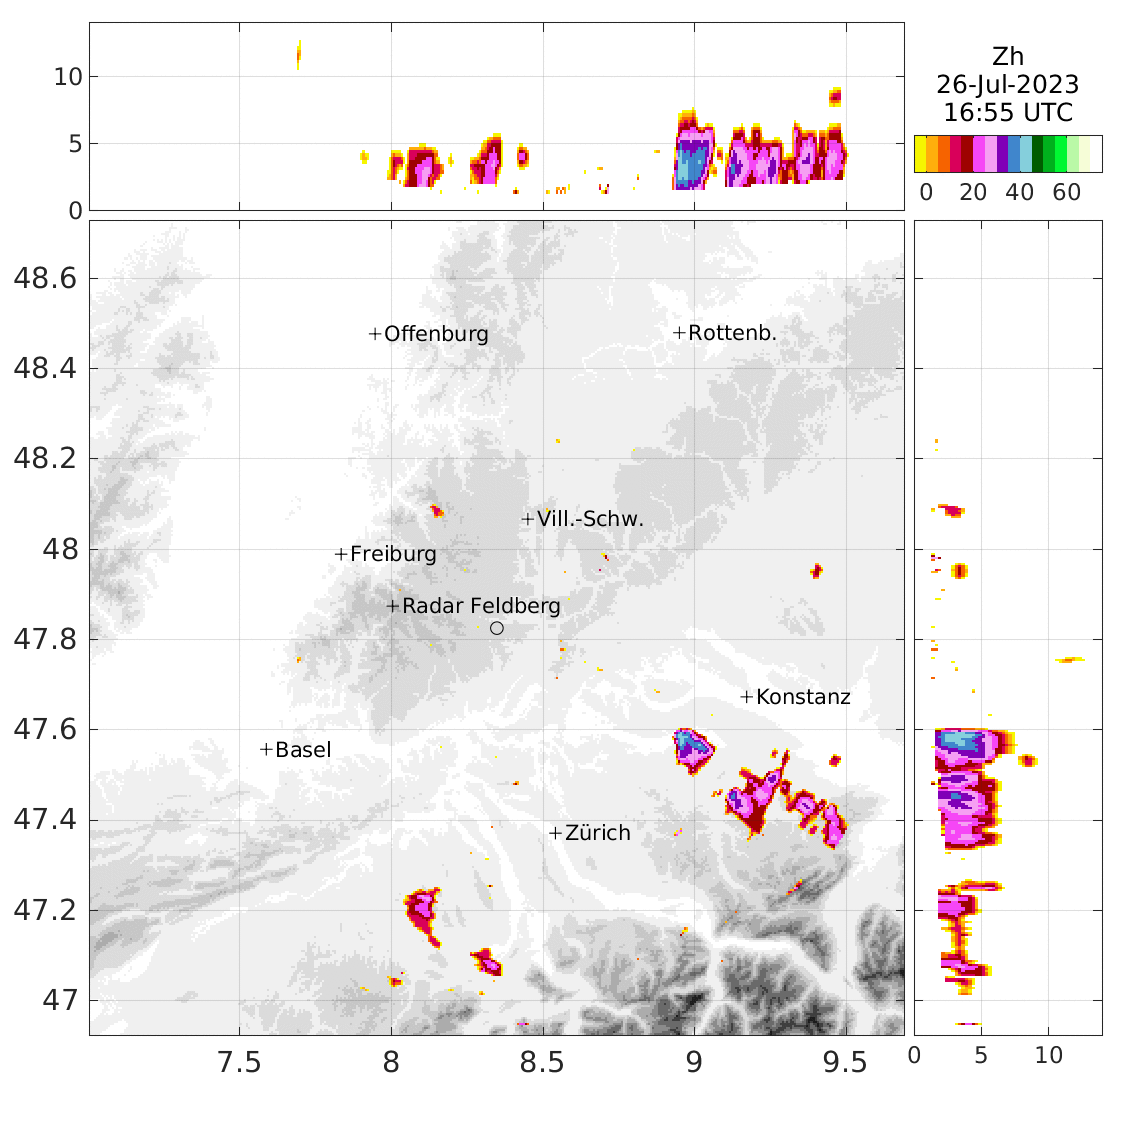 10
5
0
Zh
26-Jul-2023
16:55 UTC
0 20 40 60
48.6
48.4
48.2
48
47.8
47.6
47.4
47.2
47
+Offenburg
+Rottenb.
+Vill.-Schw.
+Freiburg
+Radar Feldberg
+Konstanz
+Basel
+Zürich
7.5 8 8.5 9 9.5
0 5 10